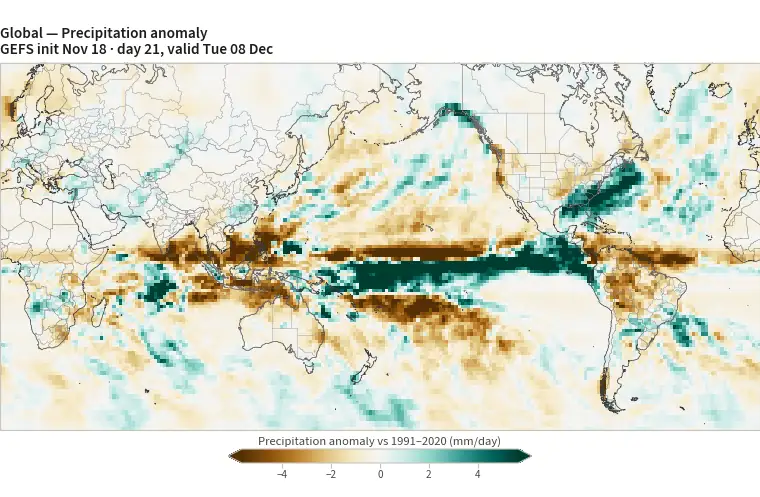 Global — Precipitation anomaly
GEFS init Nov 18 · day 21, valid Tue 08 Dec
Precipitation anomaly vs 1991–2020 (mm/day)
−4 −2 0 2 4